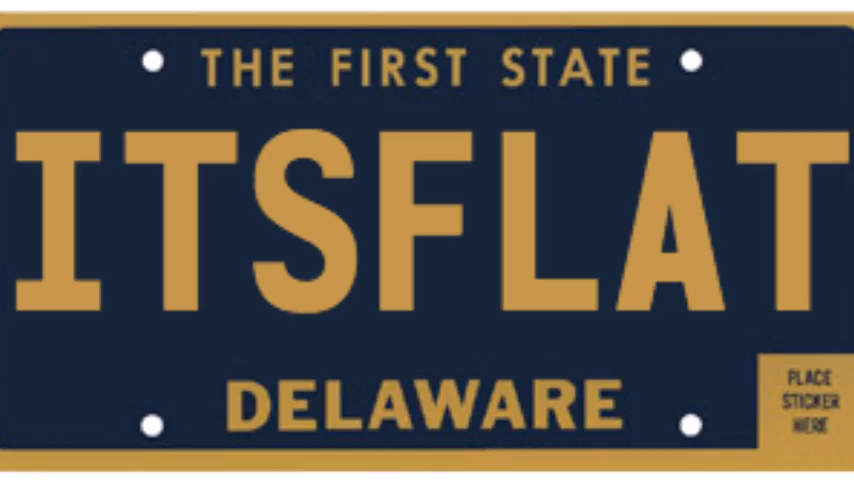 THE FIRST STATE
ITSFLAT
DELAWARE
PLACE
STICKER
HERE